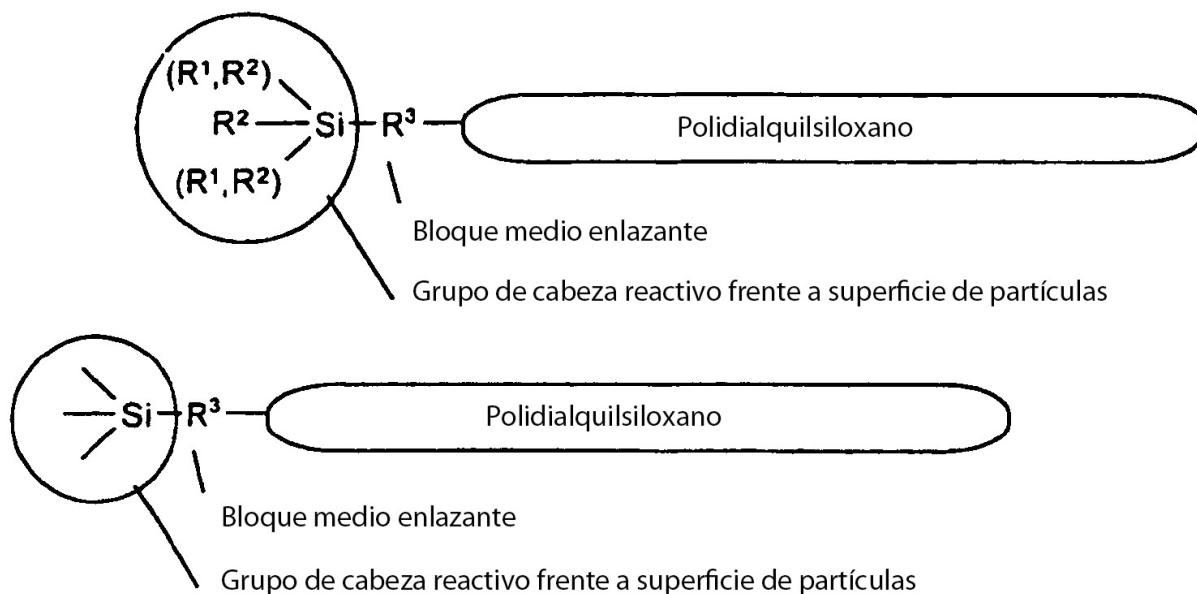 (R¹,R²)
R² Si R³ Polidialquilsiloxano
(R¹,R²)
Bloque medio enlazante
Grupo de cabeza reactivo frente a superficie de partículas
Si R³ Polidialquilsiloxano
Bloque medio enlazante
Grupo de cabeza reactivo frente a superficie de partículas